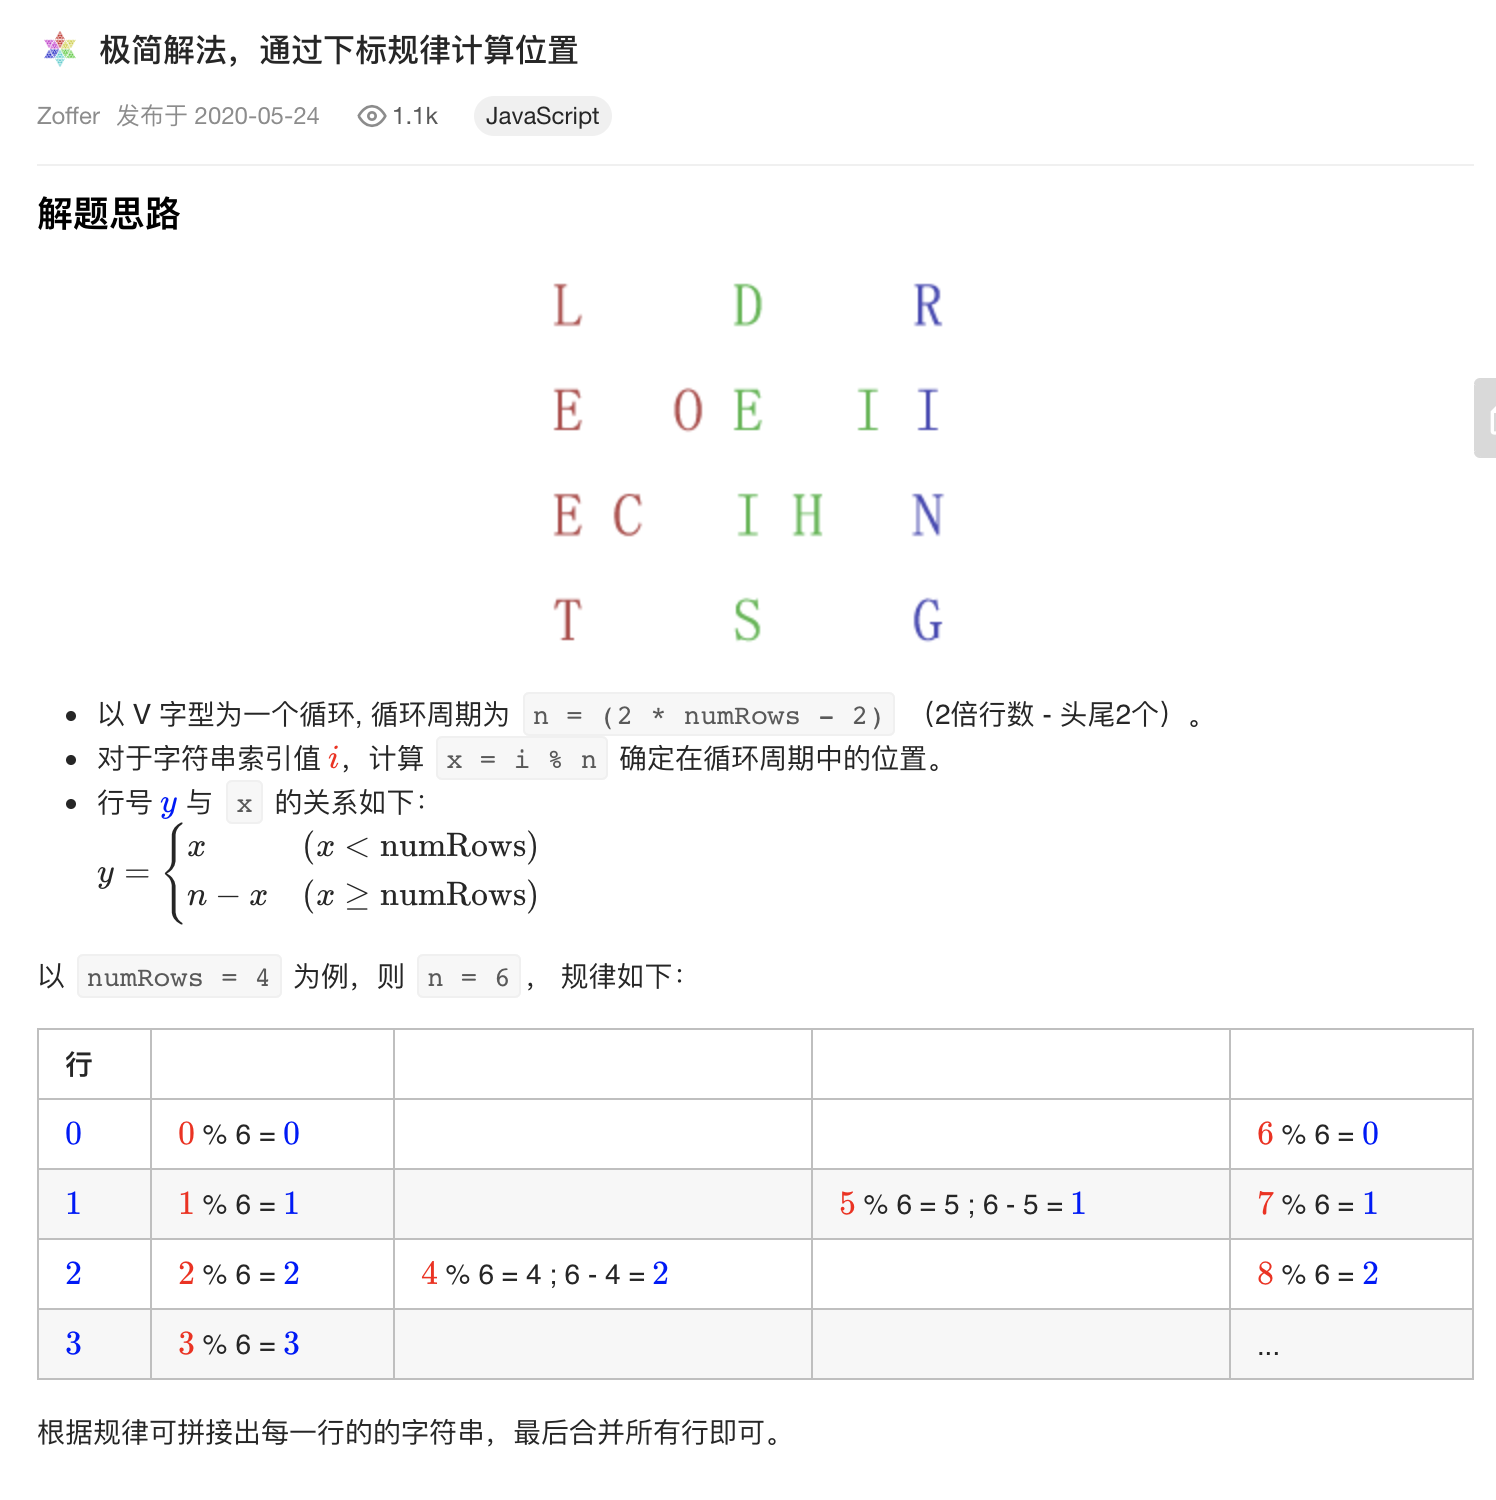 极简解法，通过下标规律计算位置
Zoffer 发布于 2020-05-24 1.1k JavaScript
解题思路
L D R
E O E I I
E C I H N
T S G
以 V 字型为一个循环, 循环周期为 n = (2 * numRows - 2) （2倍行数 - 头尾2个）。
对于字符串索引值 i，计算 x = i % n 确定在循环周期中的位置。
行号 y 与 x 的关系如下：
y = { x (x < numRows)
n − x (x ≥ numRows)
以 numRows = 4 为例，则 n = 6 ， 规律如下：
行
0 0 % 6 = 0 6 % 6 = 0
1 1 % 6 = 1 5 % 6 = 5 ; 6 - 5 = 1 7 % 6 = 1
2 2 % 6 = 2 4 % 6 = 4 ; 6 - 4 = 2 8 % 6 = 2
3 3 % 6 = 3 ...
根据规律可拼接出每一行的的字符串，最后合并所有行即可。